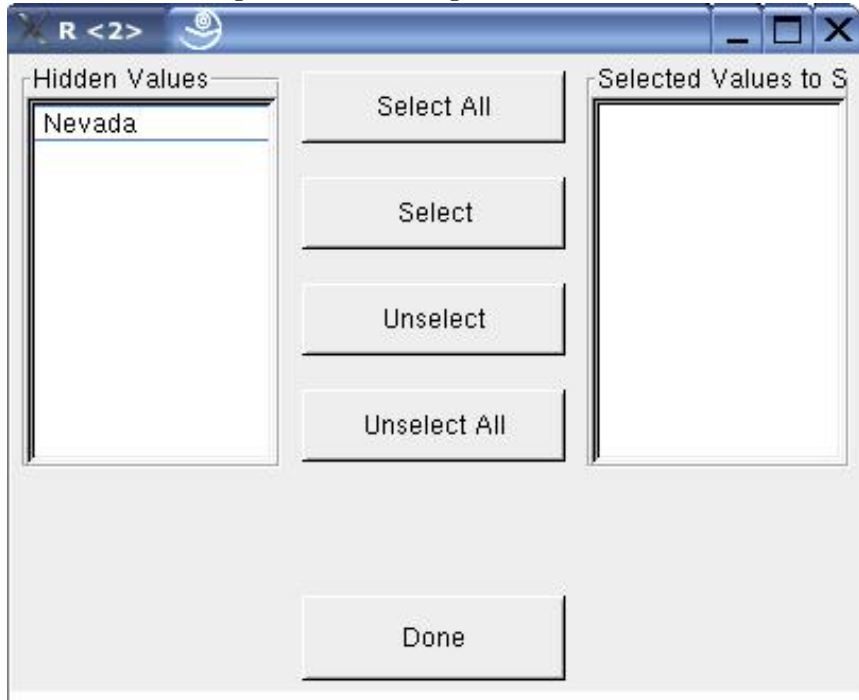 R <2>
Hidden Values
Nevada
Select All
Select
Unselect
Unselect All
Selected Values to S
Done